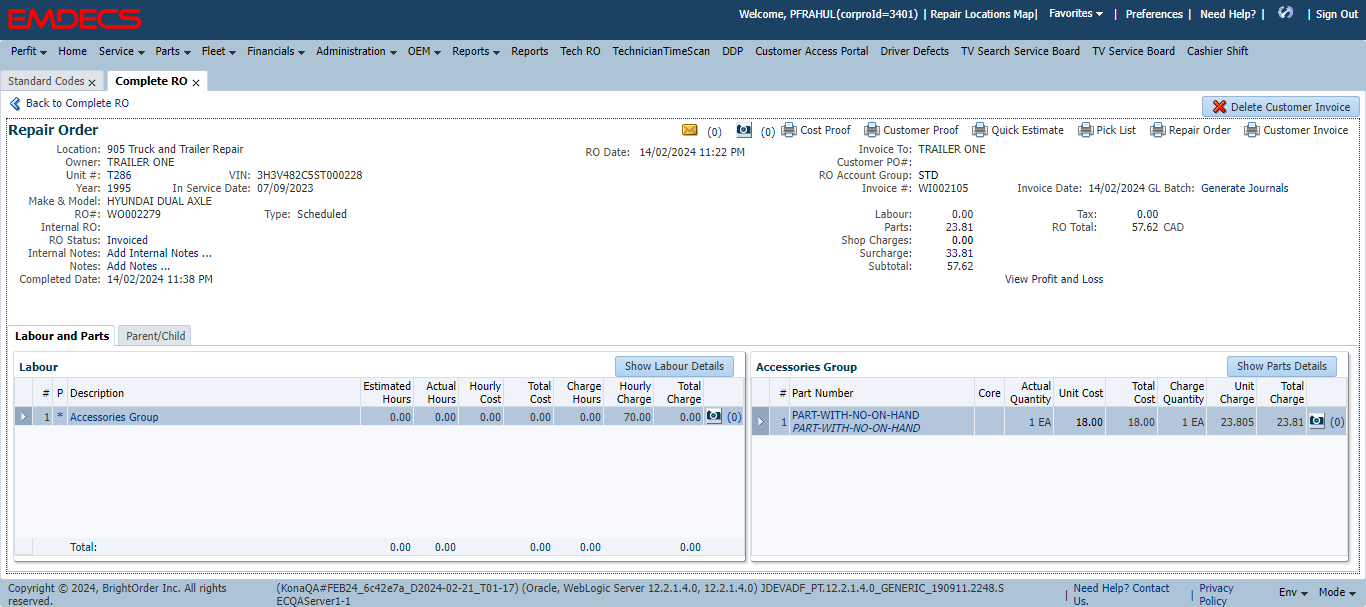 EMDECS
Welcome, PFRAHUL(corproId=3401) | Repair Locations Map| Favorites | Preferences | Need Help? | | Sign Out
Perfit Home Service Parts Fleet Financials Administration OEM Reports Reports Tech RO TechnicianTimeScan DDP Customer Access Portal Driver Defects TV Search Service Board TV Service Board Cashier Shift
Standard Codes x Complete RO x
Back to Complete RO Delete Customer Invoice
Repair Order (0) (0) Cost Proof Customer Proof Quick Estimate Pick List Repair Order Customer Invoice
Location: 905 Truck and Trailer Repair RO Date: 14/02/2024 11:22 PM Invoice To: TRAILER ONE
Owner: TRAILER ONE Customer PO#:
Unit #: T286 VIN: 3H3V482C5ST000228 RO Account Group: STD
Year: 1995 In Service Date: 07/09/2023 Invoice #: WI002105 Invoice Date: 14/02/2024 GL Batch: Generate Journals
Make & Model: HYUNDAI DUAL AXLE
RO#: WO002279 Type: Scheduled Labour: 0.00 Tax: 0.00
Internal RO: Parts: 23.81 RO Total: 57.62 CAD
RO Status: Invoiced Shop Charges: 0.00
Internal Notes: Add Internal Notes ... Surcharge: 33.81
Notes: Add Notes ... Subtotal: 57.62
Completed Date: 14/02/2024 11:38 PM View Profit and Loss
Labour and Parts Parent/Child
Labour Show Labour Details
# P Description Estimated Hours Actual Hours Hourly Cost Total Cost Charge Hours Hourly Charge Total Charge
1 * Accessories Group 0.00 0.00 0.00 0.00 0.00 70.00 0.00 (0)
Total: 0.00 0.00 0.00 0.00 0.00
Accessories Group Show Parts Details
# Part Number Core Actual Quantity Unit Cost Total Cost Charge Quantity Unit Charge Total Charge
1 PART-WITH-NO-ON-HAND 1 EA 18.00 18.00 1 EA 23.805 23.81 (0)
PART-WITH-NO-ON-HAND
Copyright © 2024, BrightOrder Inc. All rights reserved.
(KonaQA#FEB24_6c42e7a_D2024-02-21_T01-17) (Oracle, WebLogic Server 12.2.1.4.0, 12.2.1.4.0) JDEVADF_PT.12.2.1.4.0_GENERIC_190911.2248.S
ECQAServer1-1
| Need Help? Contact Us. | Privacy Policy Env Mode